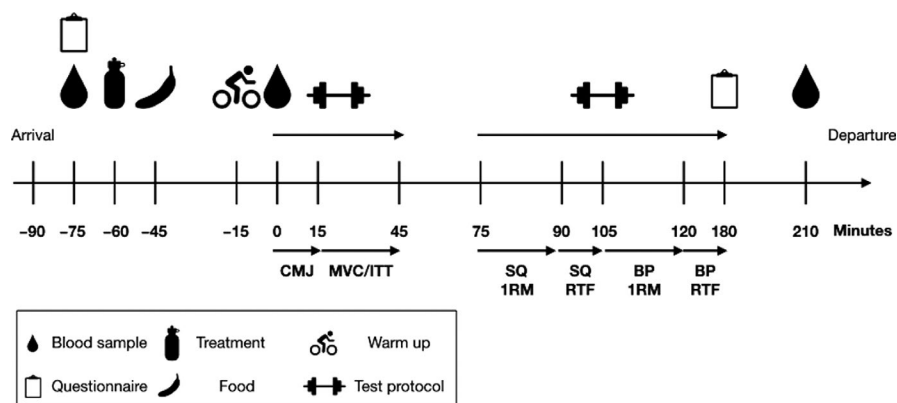 Arrival
Departure
−90 −75 −60 −45 −15 0 15 45 75 90 105 120 180 210 Minutes
CMJ MVC/ITT SQ SQ BP BP
1RM RTF 1RM RTF
Blood sample Treatment Warm up
Questionnaire Food Test protocol